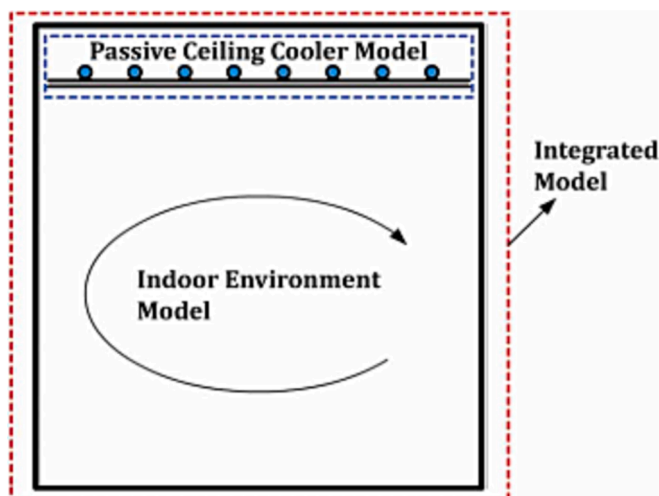 Passive Ceiling Cooler Model
Integrated
Model
Indoor Environment
Model